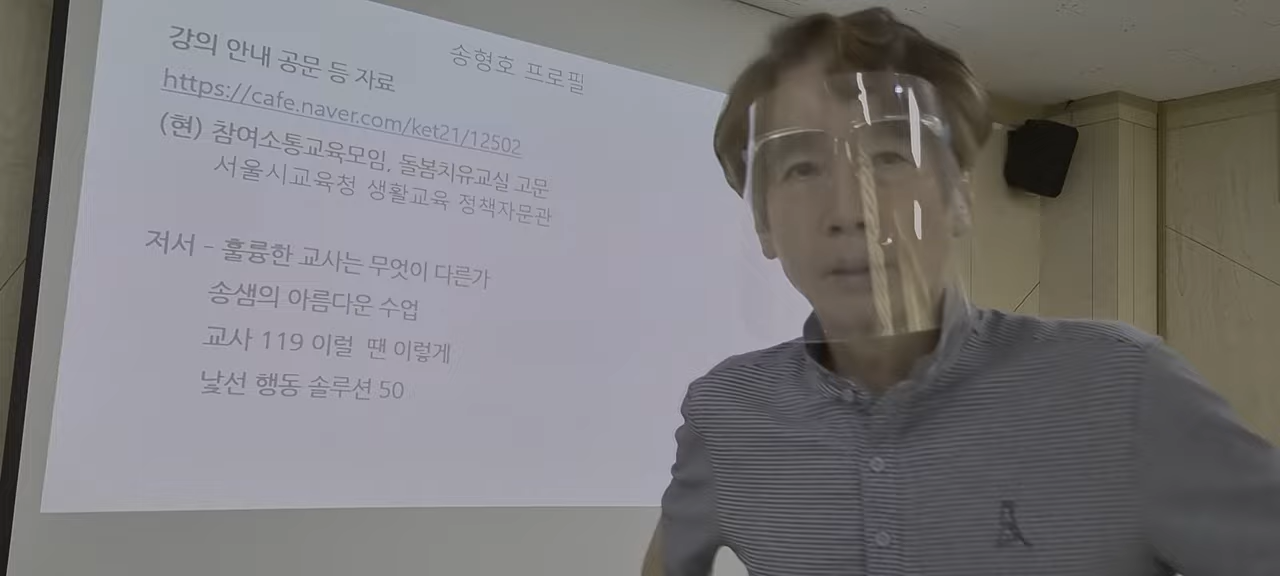 송형호 프로필
강의 안내 공문 등 자료
https://cafe.naver.com/ket21/12502
(현) 참여소통교육모임, 돌봄치유교실 고문
서울시교육청 생활교육 정책자문관
저서 - 훌륭한 교사는 무엇이 다른가
송샘의 아름다운 수업
교사 119 이럴 땐 이렇게
낯선 행동 솔루션 50